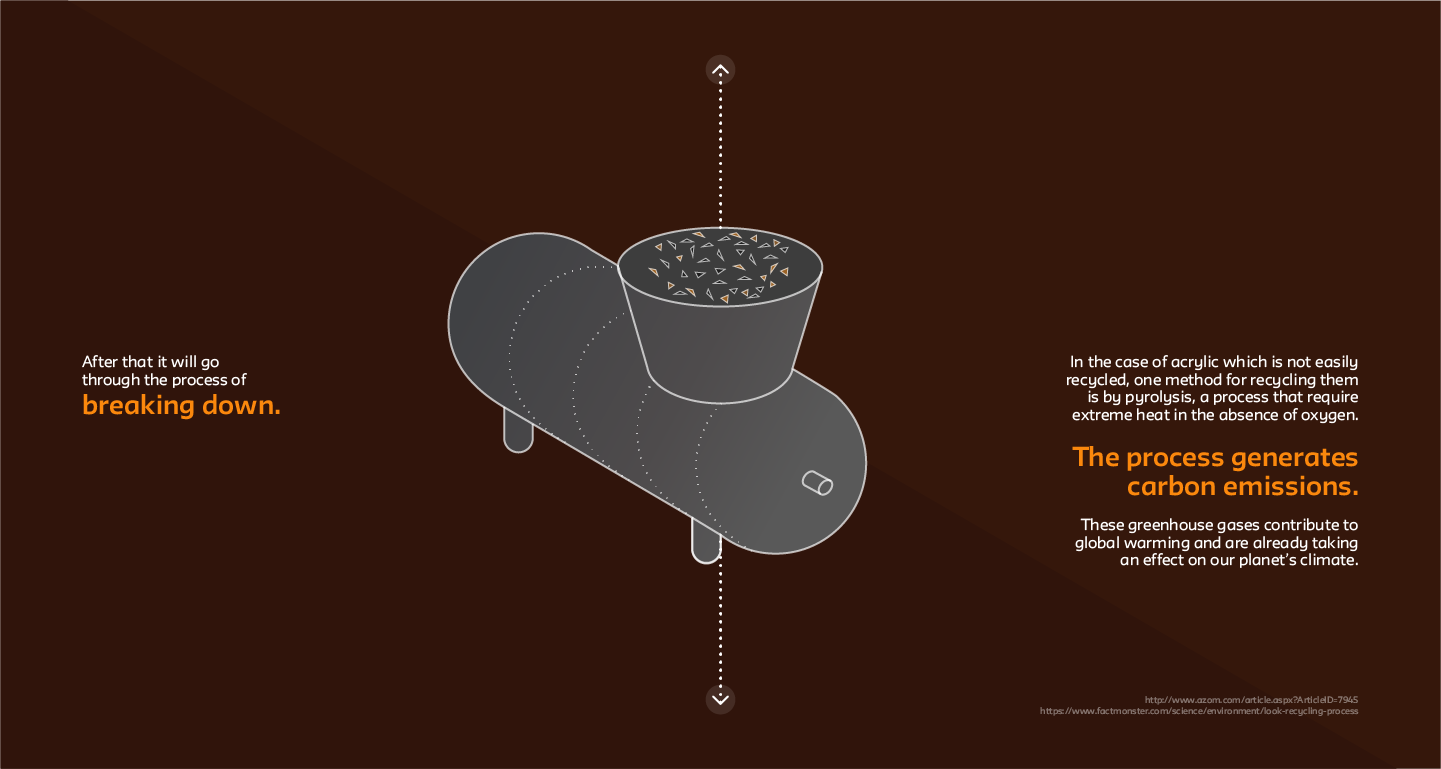 After that it will go
through the process of
breaking down.
In the case of acrylic which is not easily
recycled, one method for recycling them
is by pyrolysis, a process that require
extreme heat in the absence of oxygen.
The process generates
carbon emissions.
These greenhouse gases contribute to
global warming and are already taking
an effect on our planet's climate.
http://www.azom.com/article.aspx?ArticleID=7945
https://www.factmonster.com/science/environment/look-recycling-process